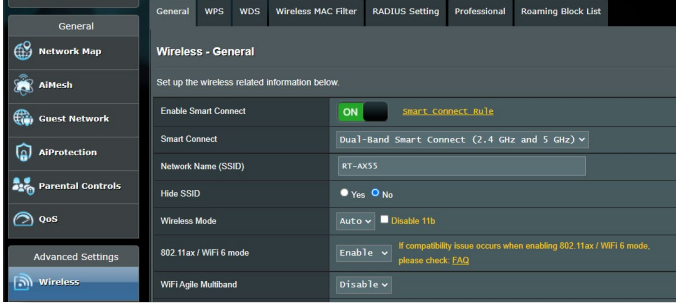 General
Network Map
AiMesh
Guest Network
AiProtection
Parental Controls
QoS
Advanced Settings
Wireless
General WPS WDS Wireless MAC Filter RADIUS Setting Professional Roaming Block List
Wireless - General
Set up the wireless related information below.
Enable Smart Connect ON Smart Connect Rule
Smart Connect Dual-Band Smart Connect (2.4 GHz and 5 GHz)
Network Name (SSID) RT-AX55
Hide SSID Yes No
Wireless Mode Auto Disable 11b
802.11ax / WiFi 6 mode Enable If compatibility issue occurs when enabling 802.11ax / WiFi 6 mode,
please check: FAQ
WiFi Agile Multiband Disable